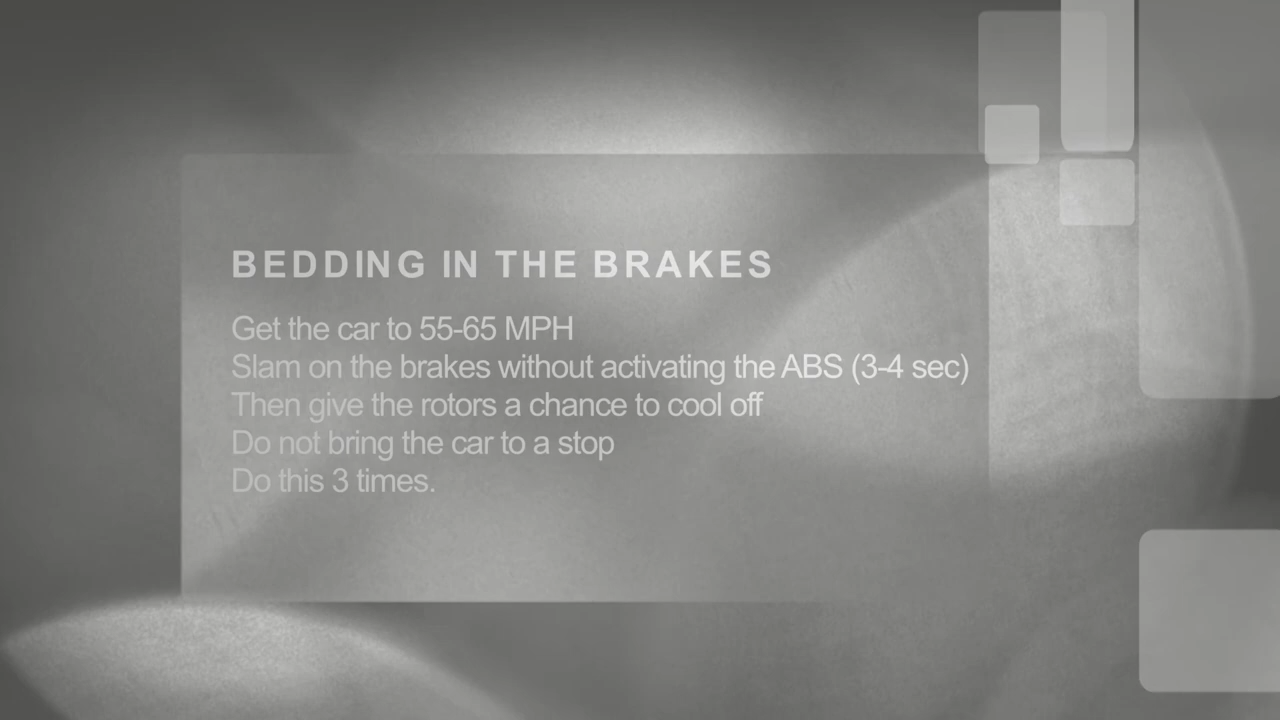 BEDDING IN THE BRAKES
Get the car to 55-65 MPH
Slam on the brakes without activating the ABS (3-4 sec)
Then give the rotors a chance to cool off
Do not bring the car to a stop
Do this 3 times.